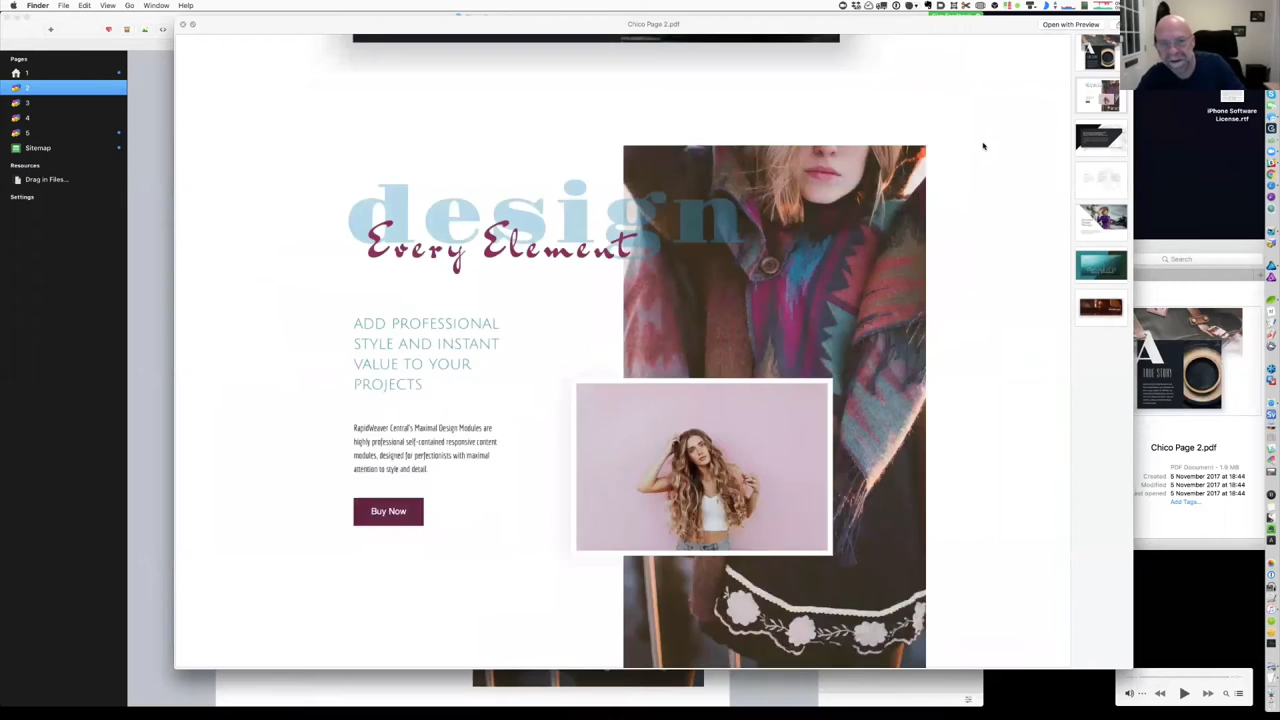 Finder File Edit View Go Window Help
Chico Page 2.pdf
Open with Preview
Pages
1
2
3
4
5
Sitemap
Resources
Drag in Files...
Settings
design
Every Element
ADD PROFESSIONAL
STYLE AND INSTANT
VALUE TO YOUR
PROJECTS
RapidWeaver Central's Maximal Design Modules are
highly professional self-contained responsive content
modules, designed for perfectionists with maximal
attention to style and detail.
Buy Now
iPhone Software
License.rtf
Search
A
TRUE STORY
Chico Page 2.pdf
PDF Document - 1.9 MB
Created 5 November 2017 at 18:44
Modified 5 November 2017 at 18:44
ast opened 5 November 2017 at 18:44
Add Tags...